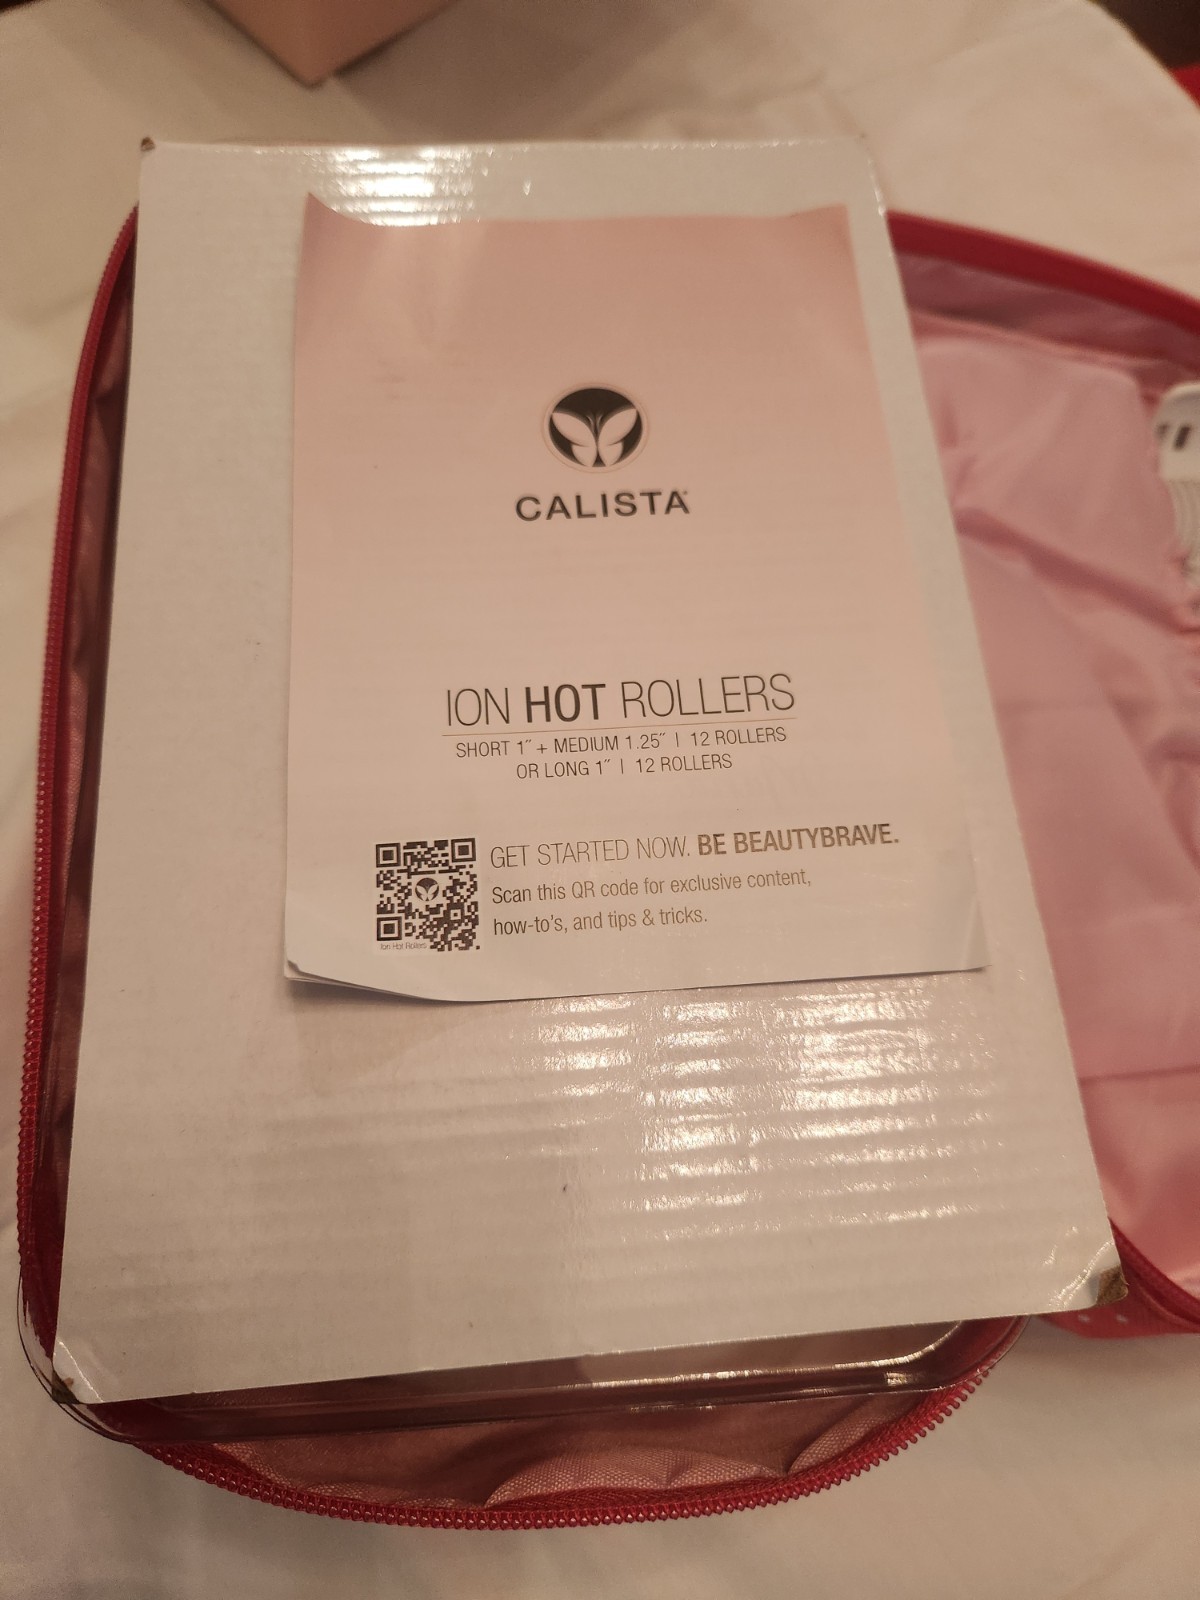 CALISTA®
ION HOT ROLLERS
SHORT 1″ + MEDIUM 1.25″ | 12 ROLLERS
OR LONG 1″ | 12 ROLLERS
GET STARTED NOW. BE BEAUTYBRAVE.
Scan this QR code for exclusive content,
how-to's, and tips & tricks.
Ion Hot Rollers